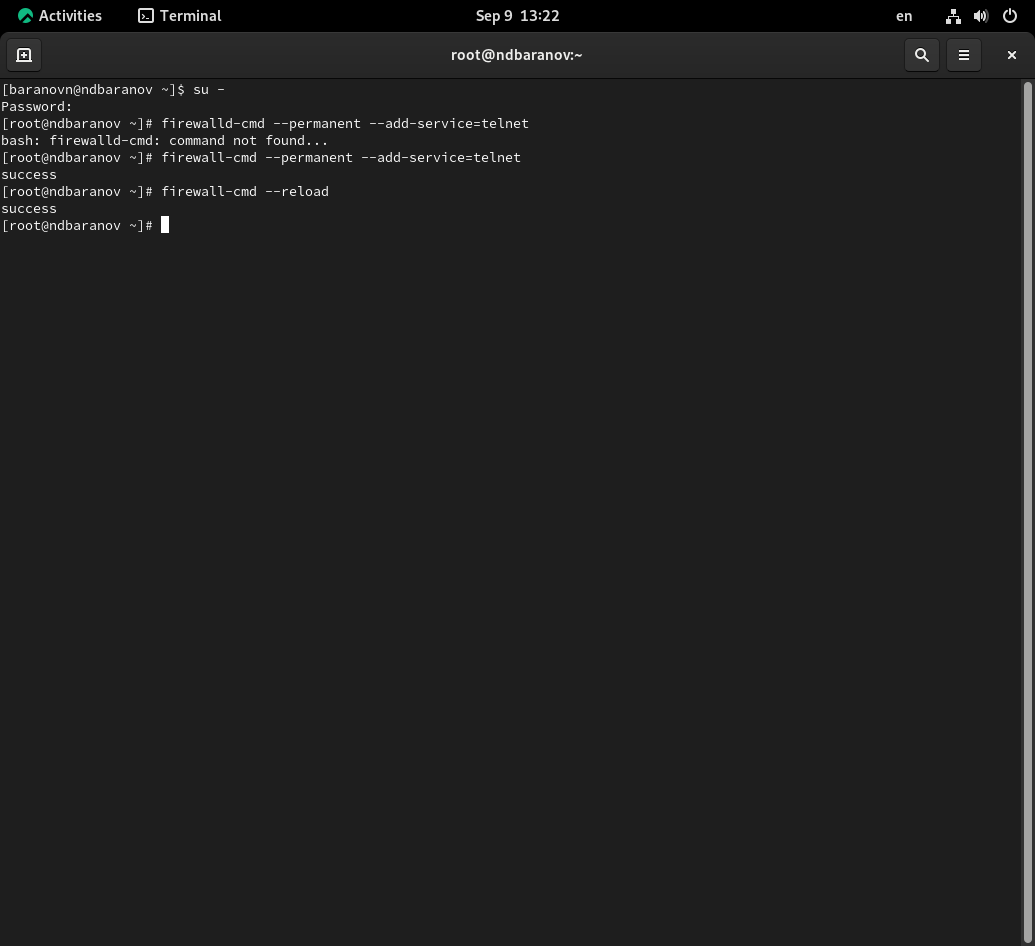 Activities Terminal Sep 9 13:22 en
root@ndbaranov:~
[baranovn@ndbaranov ~]$ su -
Password:
[root@ndbaranov ~]# firewalld-cmd --permanent --add-service=telnet
bash: firewalld-cmd: command not found...
[root@ndbaranov ~]# firewall-cmd --permanent --add-service=telnet
success
[root@ndbaranov ~]# firewall-cmd --reload
success
[root@ndbaranov ~]#